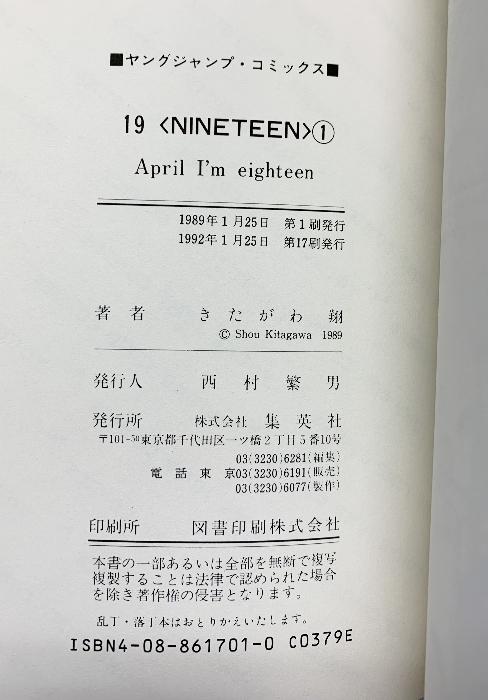 ■ヤングジャンプ・コミックス■
19 〈NINETEEN〉①
April I'm eighteen
1989年1月25日 第1刷発行
1992年1月25日 第17刷発行
著者 きたがわ翔
© Shou Kitagawa 1989
発行人 西村繁男
発行所 株式会社 集英社
〒101-50東京都千代田区一ツ橋2丁目5番10号
03(3230)6281(編集)
電話東京03(3230)6191(販売)
03(3230)6077(製作)
印刷所 図書印刷株式会社
本書の一部あるいは全部を無断で複写
複製することは法律で認められた場合
を除き著作権の侵害となります。
乱丁・落丁本はおとりかえいたします。
ISBN4-08-861701-0 C0379E